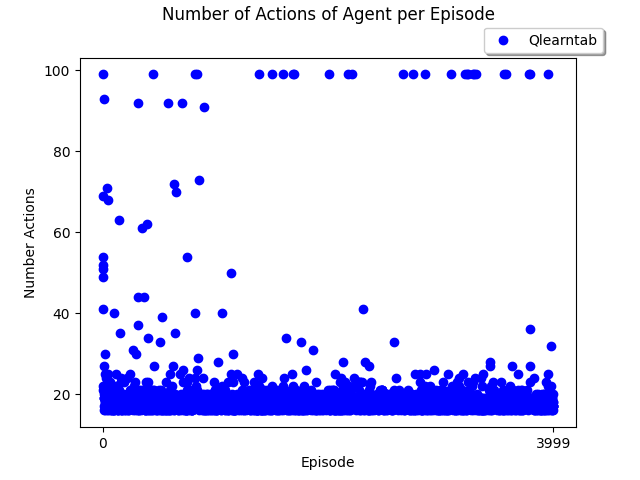 Number of Actions of Agent per Episode
Qlearntab
100
80
60
40
20
Number Actions
0 3999
Episode